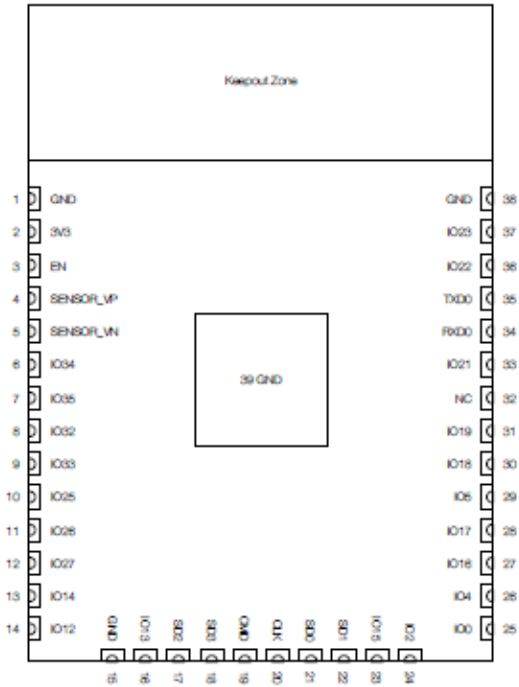 Keepout Zone
1 GND
2 3V3
3 EN
4 SENSOR_VP
5 SENSOR_VN
6 IO34
7 IO35
8 IO32
9 IO33
10 IO25
11 IO26
12 IO27
13 IO14
14 IO12
39 GND
GND 38
IO23 37
IO22 36
TXD0 35
RXD0 34
IO21 33
NC 32
IO19 31
IO18 30
IO5 29
IO17 28
IO16 27
IO4 26
IO0 25
GND 15
IO13 16
SD2 17
SD3 18
CMD 19
CLK 20
SD0 21
SD1 22
IO15 23
IO2 24